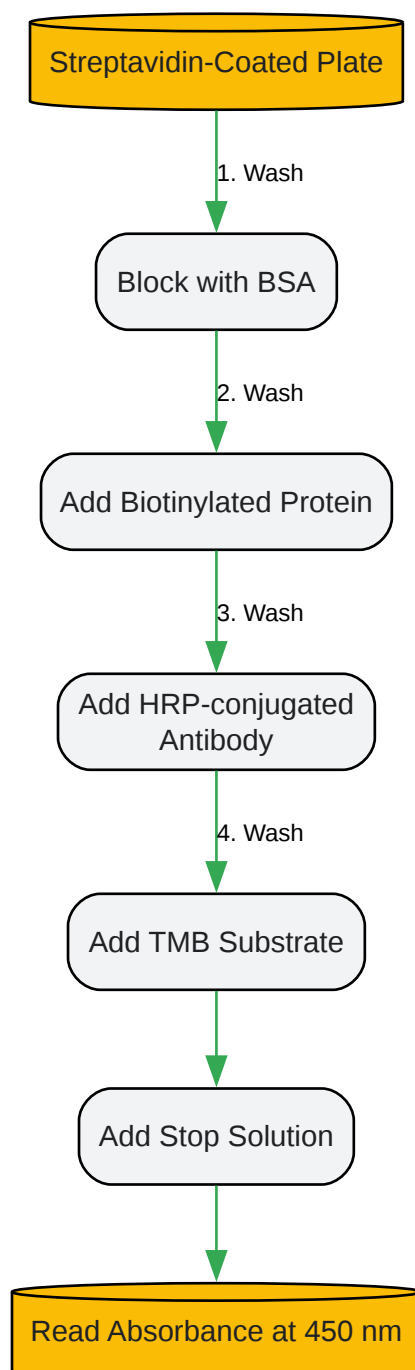 Streptavidin-Coated Plate
1. Wash
Block with BSA
2. Wash
Add Biotinylated Protein
3. Wash
Add HRP-conjugated
Antibody
4. Wash
Add TMB Substrate
Add Stop Solution
Read Absorbance at 450 nm